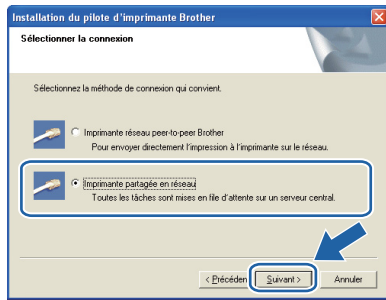 Installation du pilote d'imprimante Brother
Sélectionner la connexion
Sélectionnez la méthode de connexion qui convient.
Imprimante réseau peer-to-peer Brother
Pour envoyer directement l'impression à l'imprimante sur le réseau.
Imprimante partagée en réseau
Toutes les tâches sont mises en file d'attente sur un serveur central.
< Précéden
Suivant >
Annuler